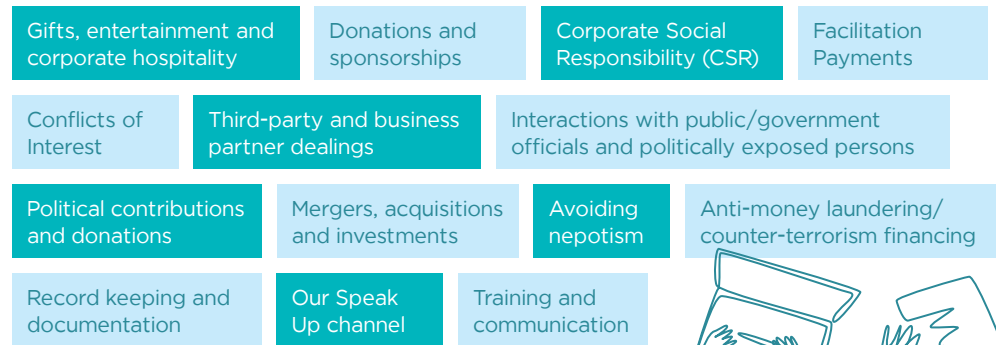 Gifts, entertainment and
corporate hospitality
Donations and
sponsorships
Corporate Social
Responsibility (CSR)
Facilitation
Payments
Conflicts of
Interest
Third-party and business
partner dealings
Interactions with public/government
officials and politically exposed persons
Political contributions
and donations
Mergers, acquisitions
and investments
Avoiding
nepotism
Anti-money laundering/
counter-terrorism financing
Record keeping and
documentation
Our Speak
Up channel
Training and
communication